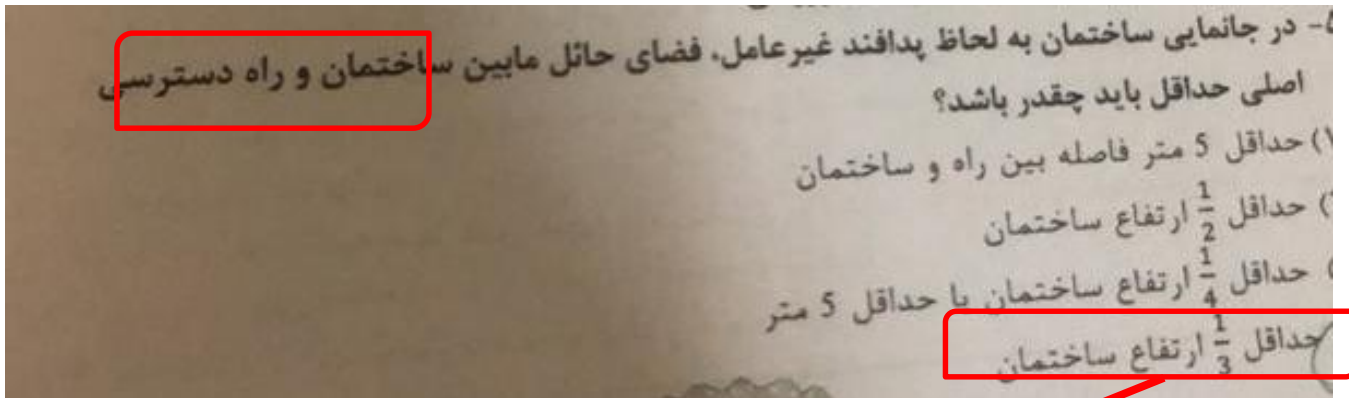 ۵- در جانمایی ساختمان به لحاظ پدافند غیرعامل، فضای حائل مابین ساختمان و راه دسترسی
اصلی حداقل باید چقدر باشد؟
۱) حداقل 5 متر فاصله بین راه و ساختمان
) حداقل 1/2 ارتفاع ساختمان
) حداقل 1/4 ارتفاع ساختمان یا حداقل 5 متر
حداقل 1/3 ارتفاع ساختمان